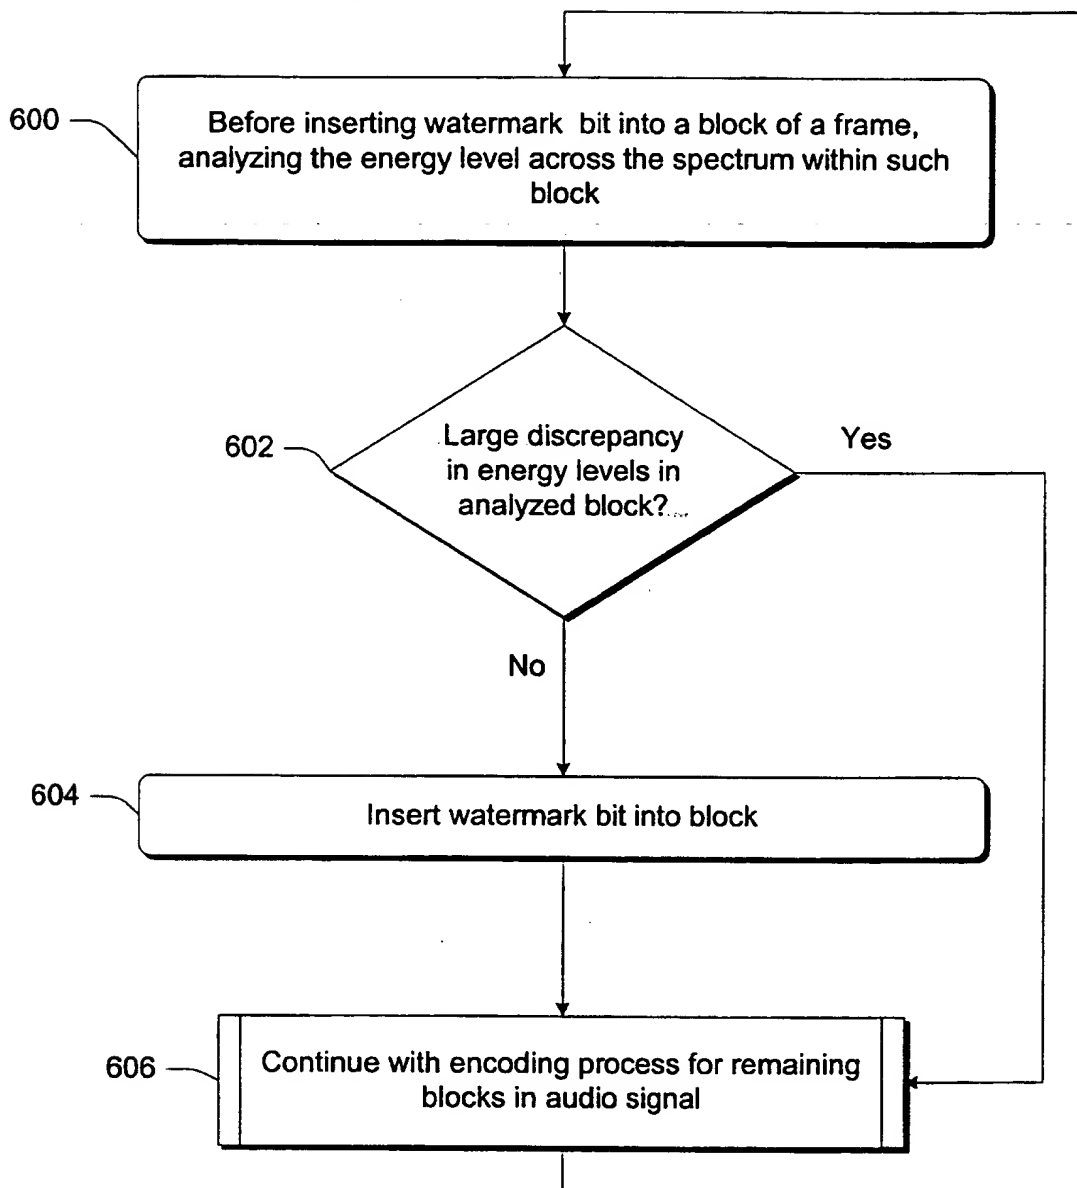 600
Before inserting watermark bit into a block of a frame,
analyzing the energy level across the spectrum within such
block
602
Large discrepancy
in energy levels in
analyzed block?
Yes
No
604
Insert watermark bit into block
606
Continue with encoding process for remaining
blocks in audio signal